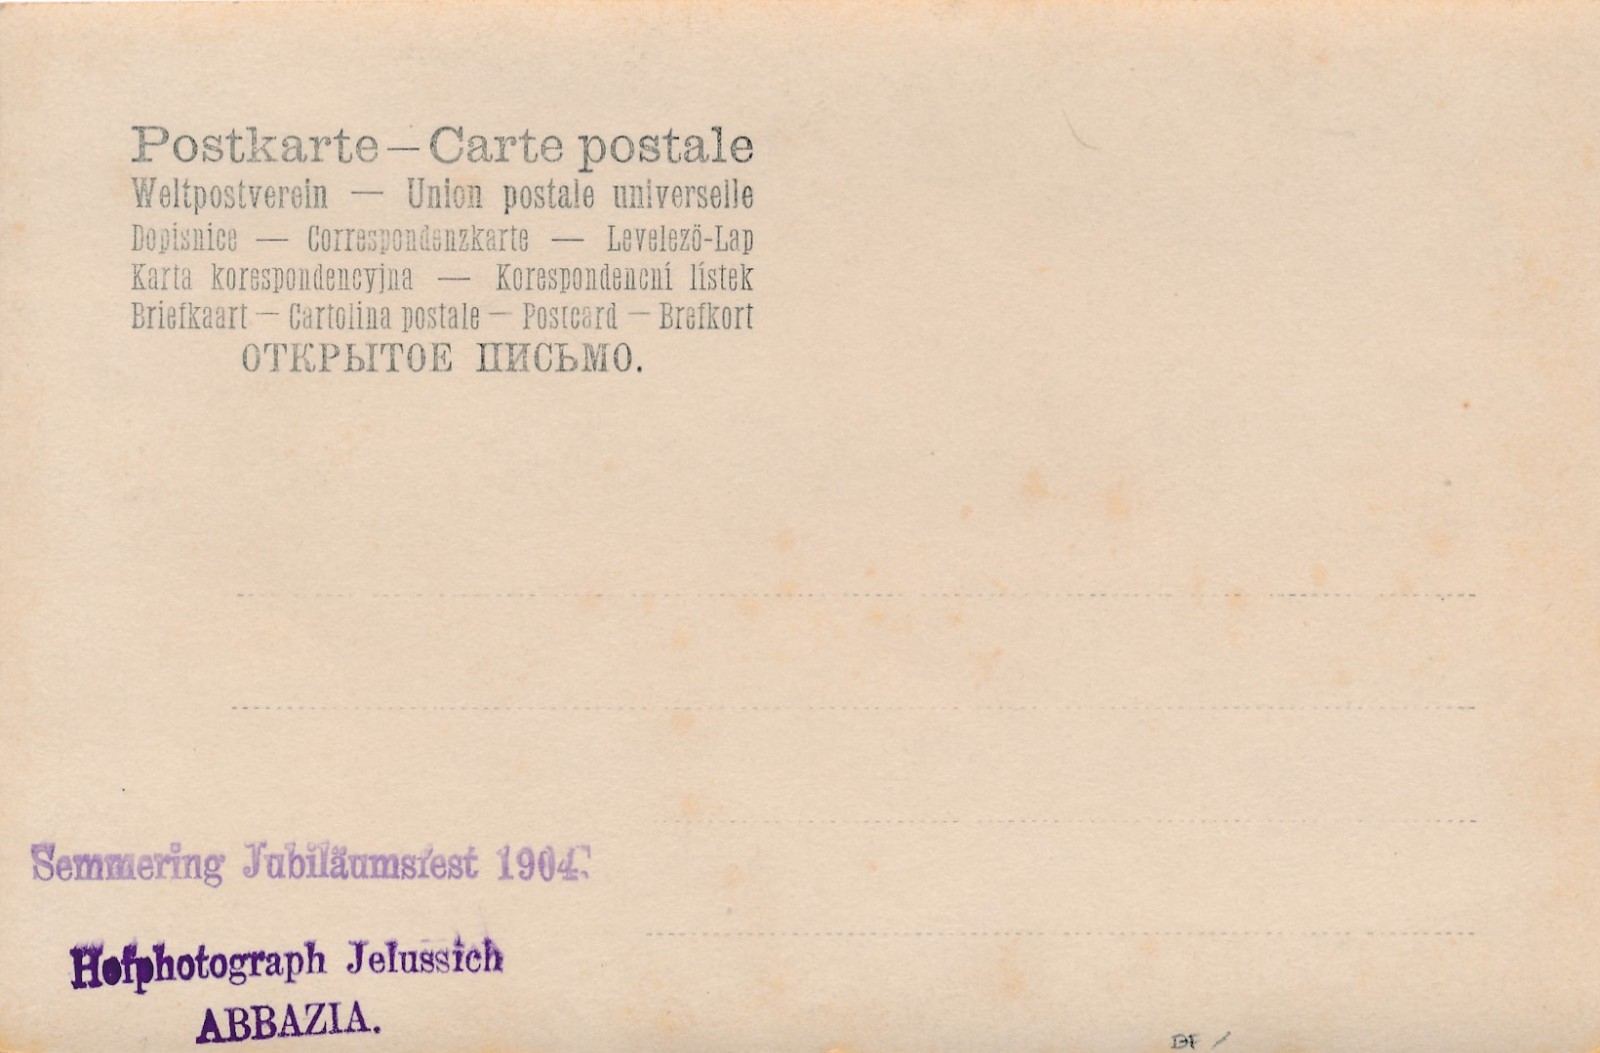 Postkarte — Carte postale
Weltpostverein — Union postale universelle
Dopisnice — Correspondenzkarte — Levelező-Lap
Karta korespondencyjna — Korespondencní lístek
Briefkaart — Cartolina postale — Postcard — Brefkort
ОТКРЫТОЕ ПИСЬМО.
Semmering Jubiläumsfest 1904.
Hofphotograph Jelussich
ABBAZIA.